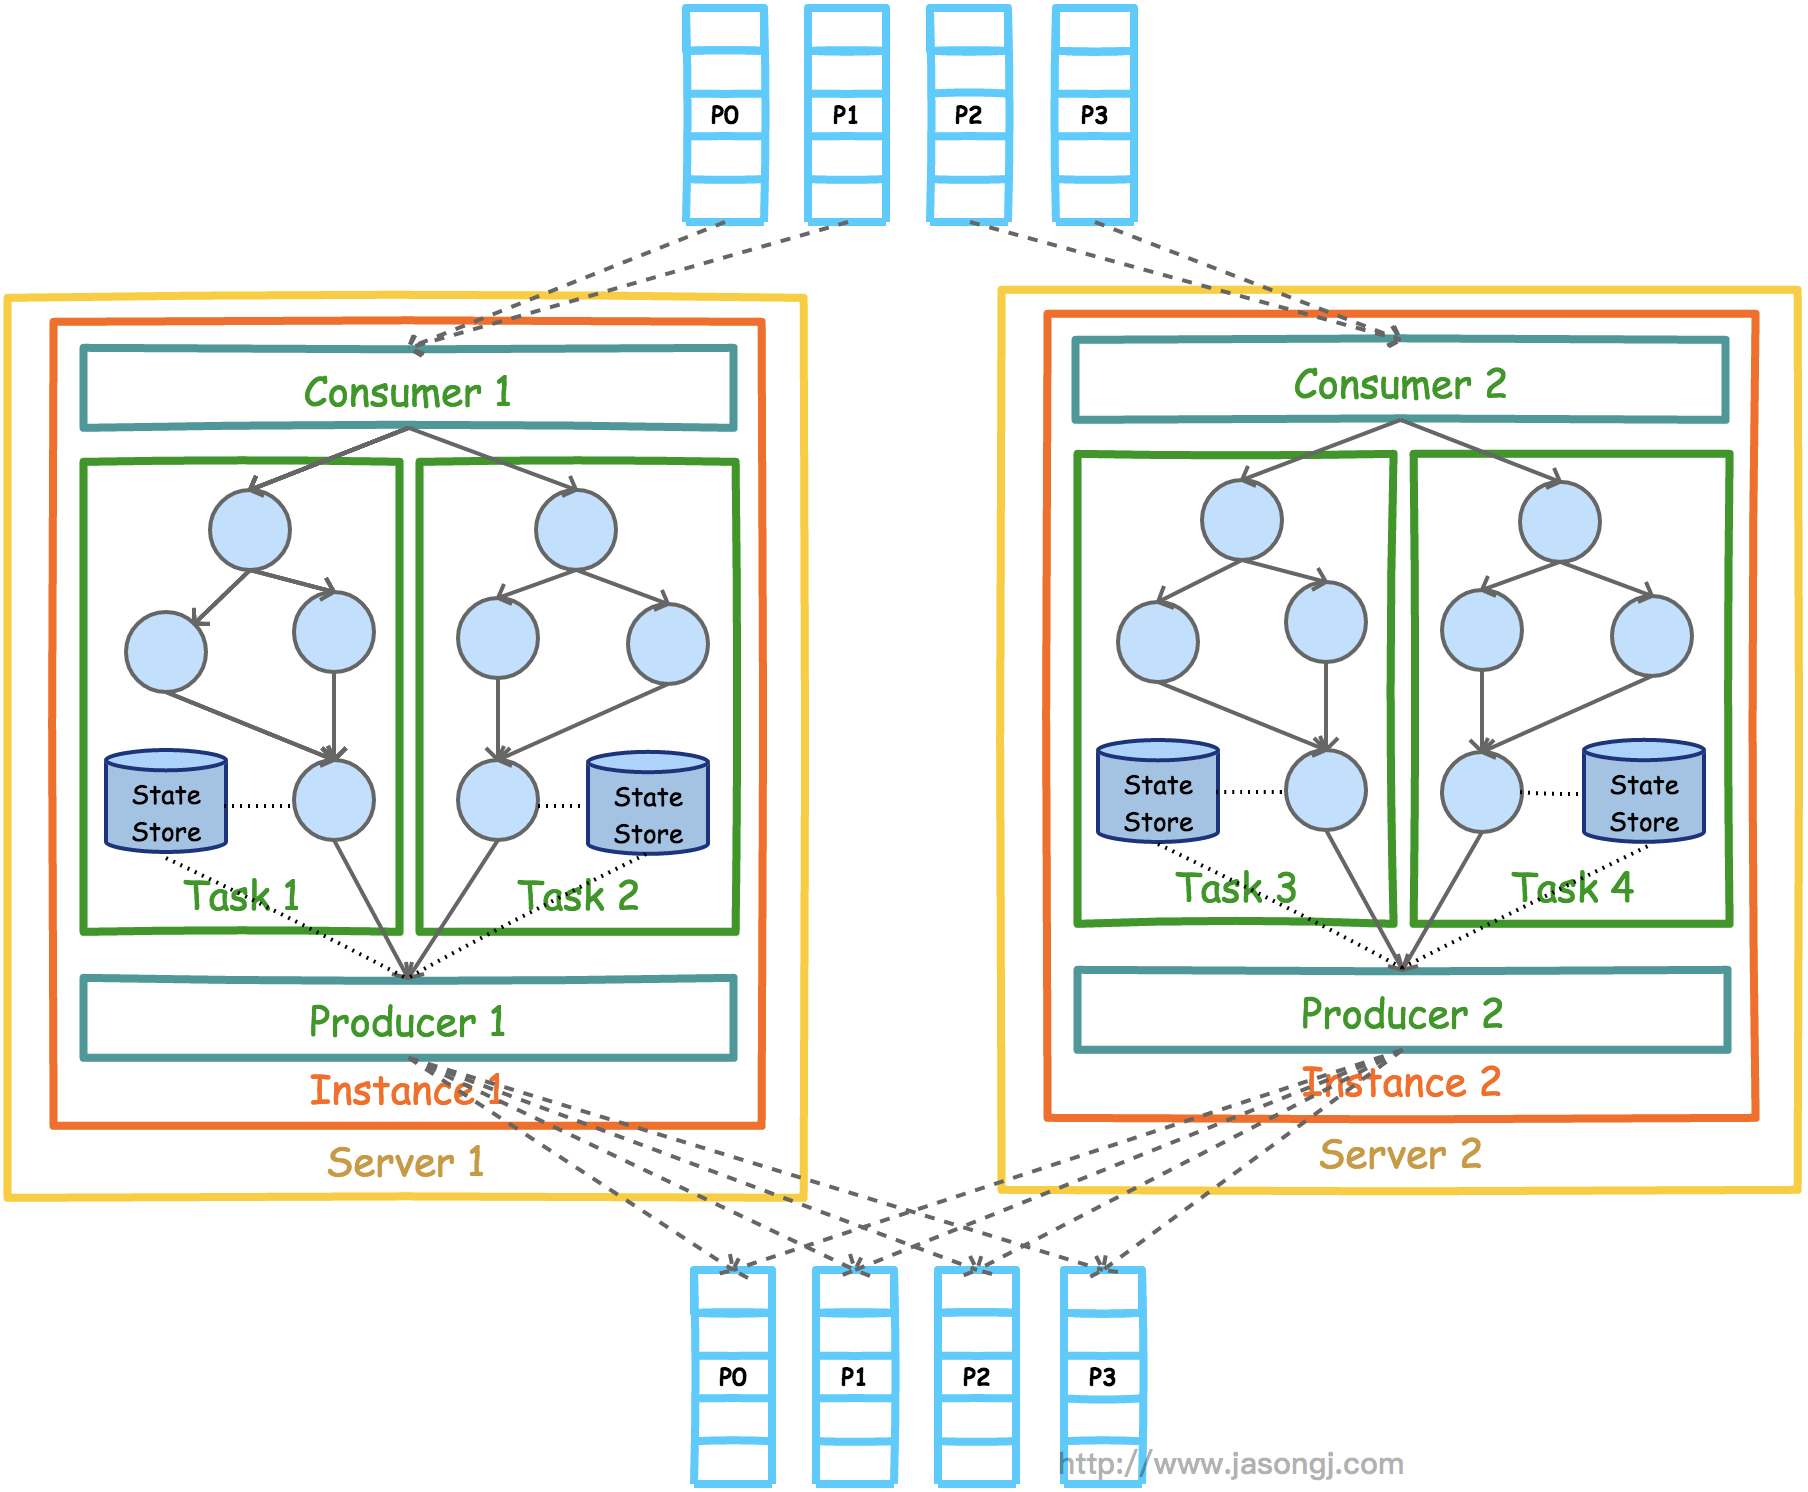 P0
P1
P2
P3
Consumer 1
Consumer 2
State
Store
State
Store
State
Store
State
Store
Task 1
Task 2
Task 3
Task 4
Producer 1
Producer 2
Instance 1
Instance 2
Server 1
Server 2
P0
P1
P2
P3
http://www.jasongj.com